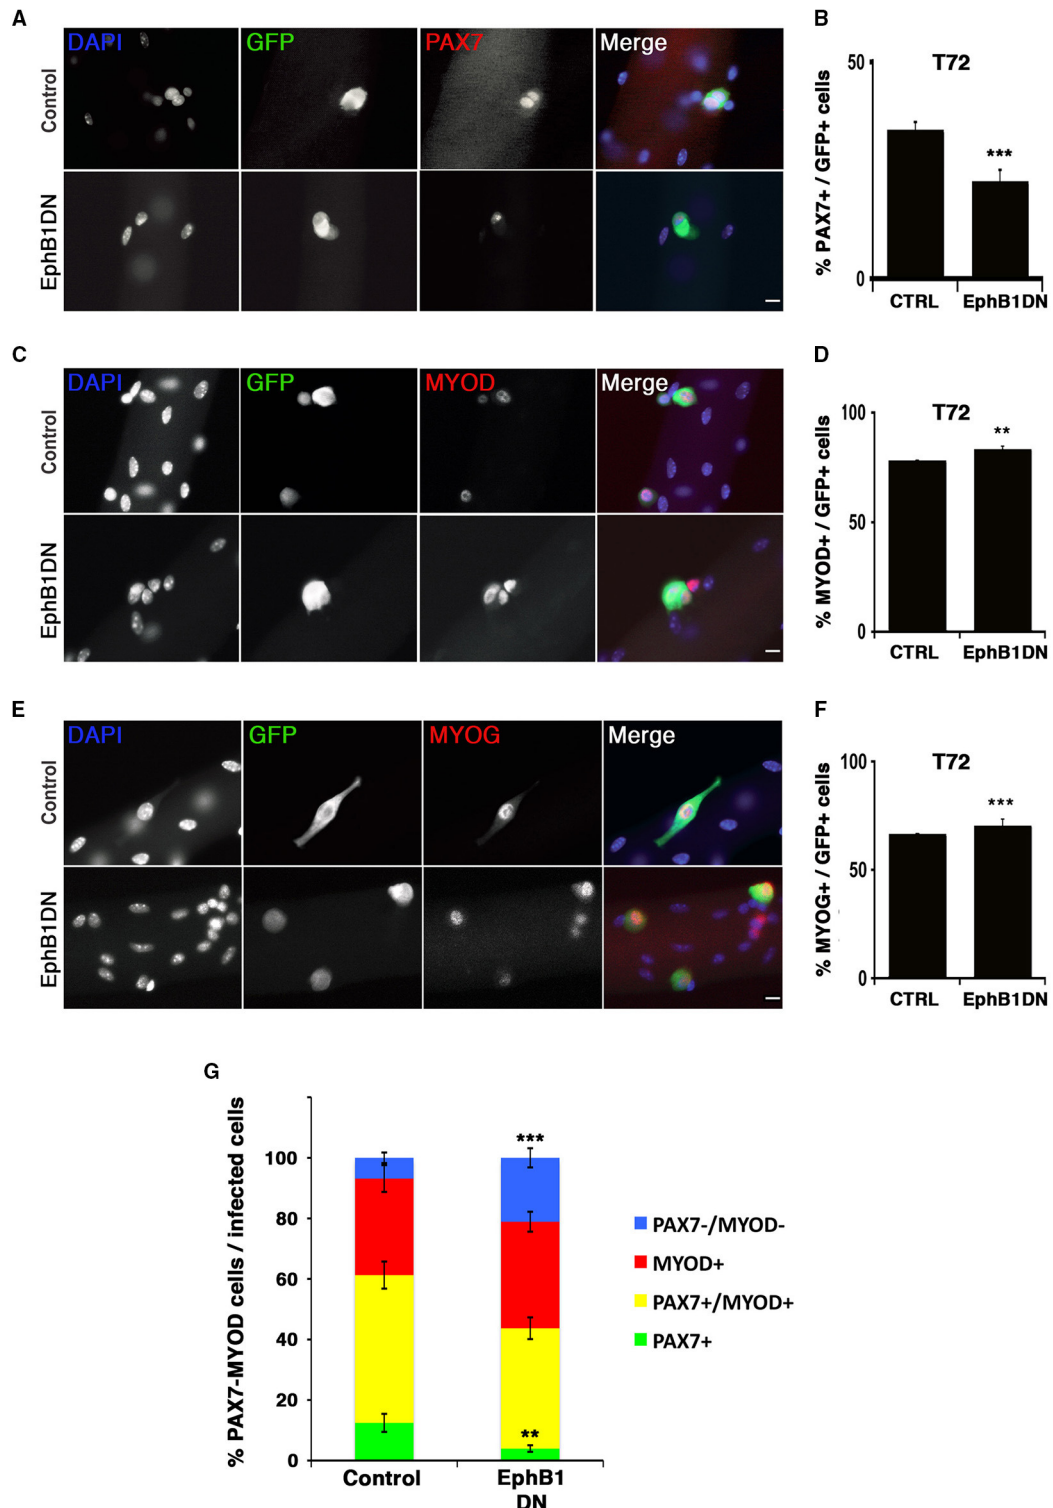 A
DAPI GFP PAX7 Merge
Control
EphB1DN
B
T72
% PAX7+ / GFP+ cells
50
***
0
CTRL EphB1DN
C
DAPI GFP MYOD Merge
Control
EphB1DN
D
T72
% MYOD+ / GFP+ cells
100
**
50
0
CTRL EphB1DN
E
DAPI GFP MYOG Merge
Control
EphB1DN
F
T72
% MYOG+ / GFP+ cells
100
***
50
0
CTRL EphB1DN
G
% PAX7-MYOD cells / infected cells
***
100
80
60
40
20
**
0
Control EphB1
DN
PAX7-/MYOD-
MYOD+
PAX7+/MYOD+
PAX7+